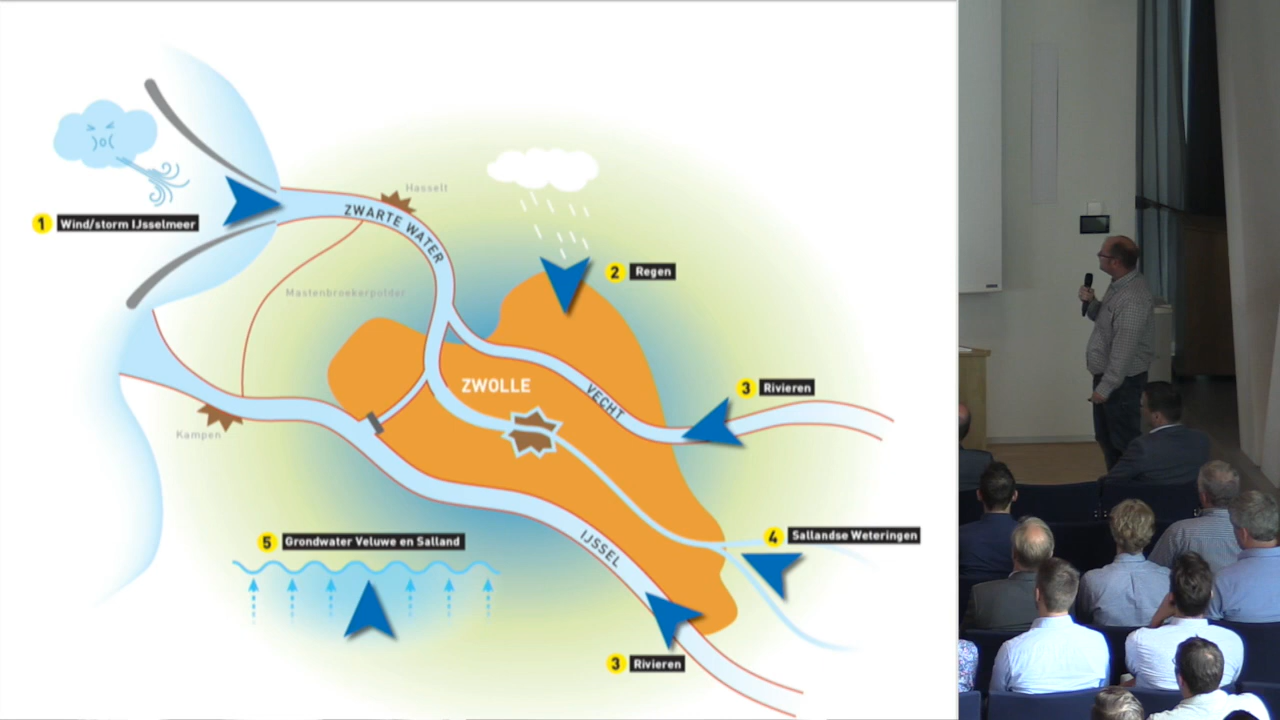 Hasselt
ZWARTE WATER
1 Wind/storm IJsselmeer
2 Regen
Mastenbroekerpolder
ZWOLLE
VECHT
3 Rivieren
Kampen
5 Grondwater Veluwe en Salland
IJSSEL
4 Sallandse Weteringen
3 Rivieren